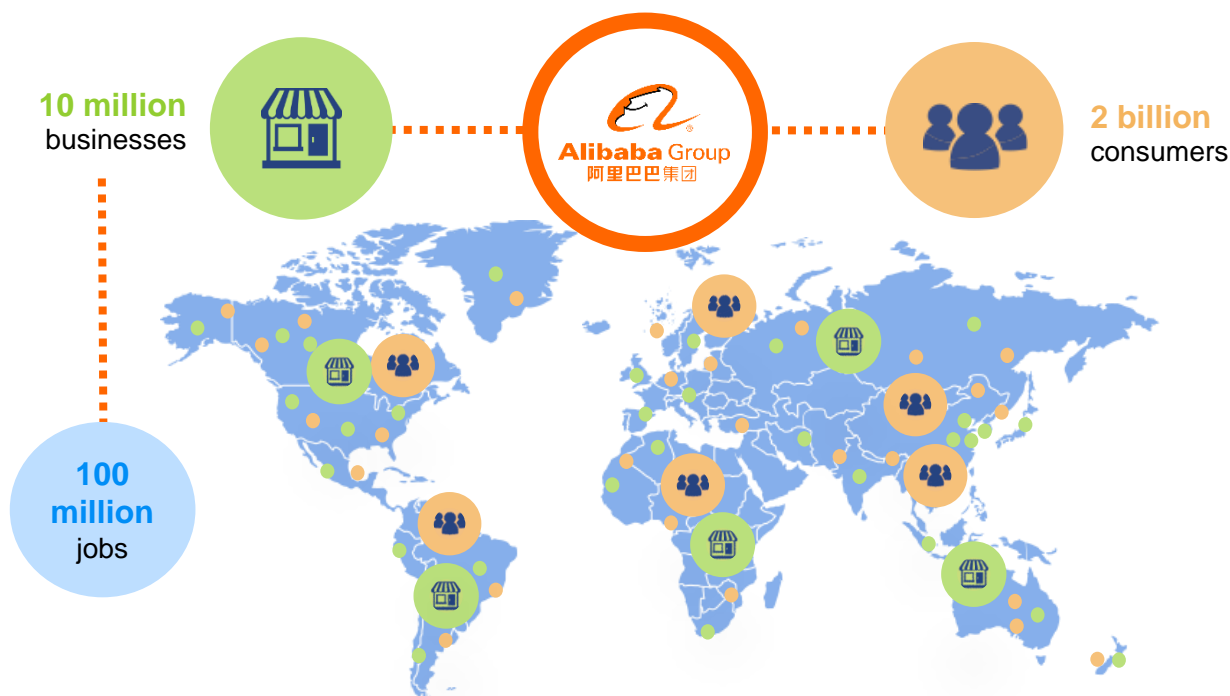 10 million
businesses
Alibaba Group
阿里巴巴集团
2 billion
consumers
100
million
jobs